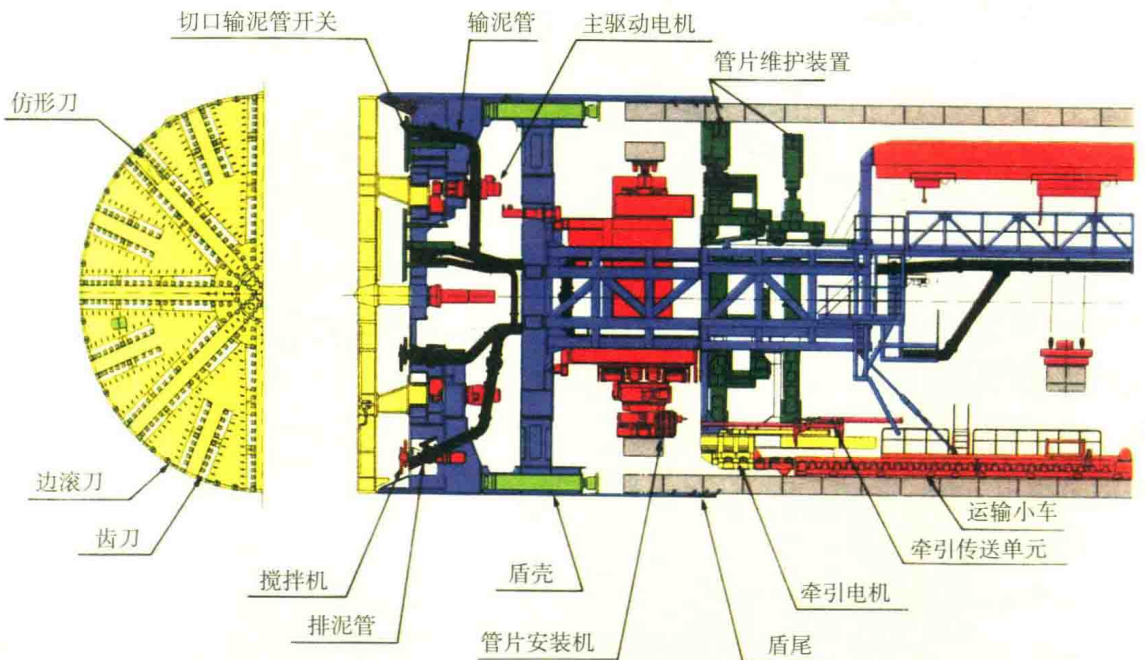 切口输泥管开关
输泥管
主驱动电机
管片维护装置
仿形刀
边滚刀
齿刀
搅拌机
排泥管
盾壳
管片安装机
盾尾
牵引电机
牵引传送单元
运输小车